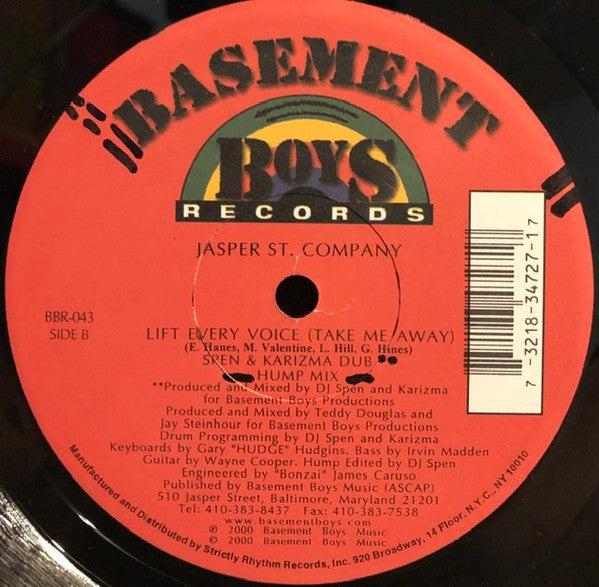 BASEMENT
BOYS
RECORDS
JASPER ST. COMPANY
BBR-043
SIDE B
LIFT EVERY VOICE (TAKE ME AWAY)
(E. Hanes, M. Valentine, L. Hill, G. Hines)
SPEN & KARIZMA DUB **
HUMP MIX
**Produced and Mixed by DJ Spen and Karizma
for Basement Boys Productions
Produced and Mixed by Teddy Douglas and
Jay Steinhour for Basement Boys Productions
Drum Programming by DJ Spen and Karizma
Keyboards by Gary "HUDGE" Hudgins. Bass by Irvin Madden
Guitar by Wayne Cooper. Hump Edited by DJ Spen
Engineered by "Bonzai" James Caruso
Published by Basement Boys Music (ASCAP)
510 Jasper Street, Baltimore, Maryland 21201
Tel: 410-383-8437 Fax: 410-383-7538
www.basementboys.com
℗ 2000 Basement Boys Music
© 2000 Basement Boys Music
Manufactured and Distributed by Strictly Rhythm Records, Inc. 920 Broadway, 14 Floor, N.Y.C., NY 10010
7 -3218-34727-1 7